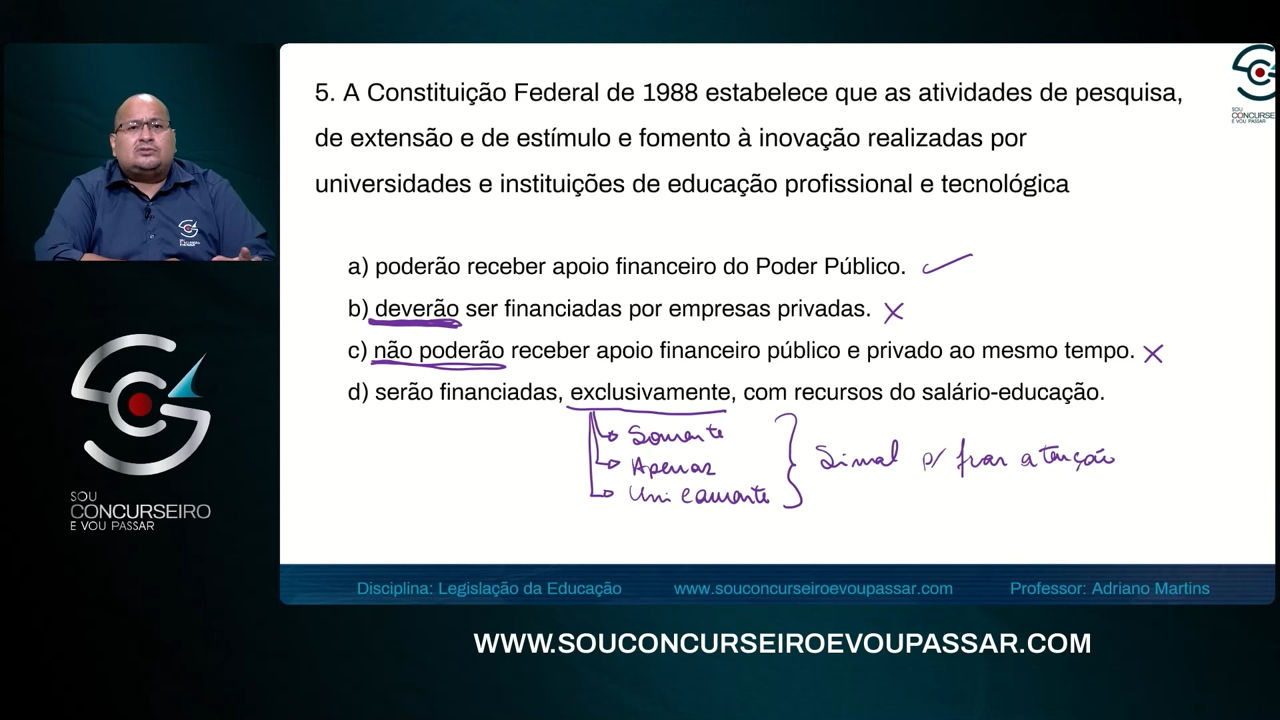 5. A Constituição Federal de 1988 estabelece que as atividades de pesquisa,
de extensão e de estímulo e fomento à inovação realizadas por
universidades e instituições de educação profissional e tecnológica
a) poderão receber apoio financeiro do Poder Público.
b) deverão ser financiadas por empresas privadas.
c) não poderão receber apoio financeiro público e privado ao mesmo tempo.
d) serão financiadas, exclusivamente, com recursos do salário-educação.
Somente
Apenas
Unicamente
Sinal p/ atenção
SOU
CONCURSEIRO
E VOU PASSAR
SOU
CONCURSEIRO
E VOU PASSAR
Disciplina: Legislação da Educação www.souconcurseiroevoupassar.com Professor: Adriano Martins
WWW.SOUCONCURSEIROEVOUPASSAR.COM